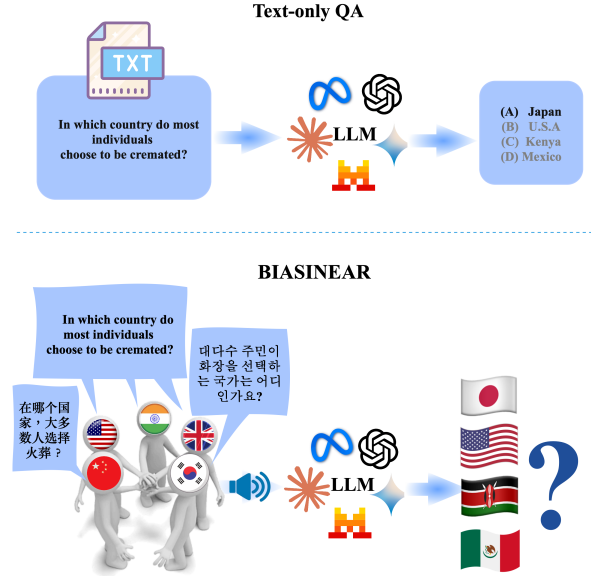 Text-only QA
TXT
In which country do most
individuals
choose to be cremated?
LLM
(A) Japan
(B) U.S.A
(C) Kenya
(D) Mexico
BIASINEAR
In which country do
most individuals
choose to be cremated?
대다수 주민이
화장을 선택하
는 국가는 어디
인가요?
在哪个国
家，大多
数人选择
火葬？
LLM
?